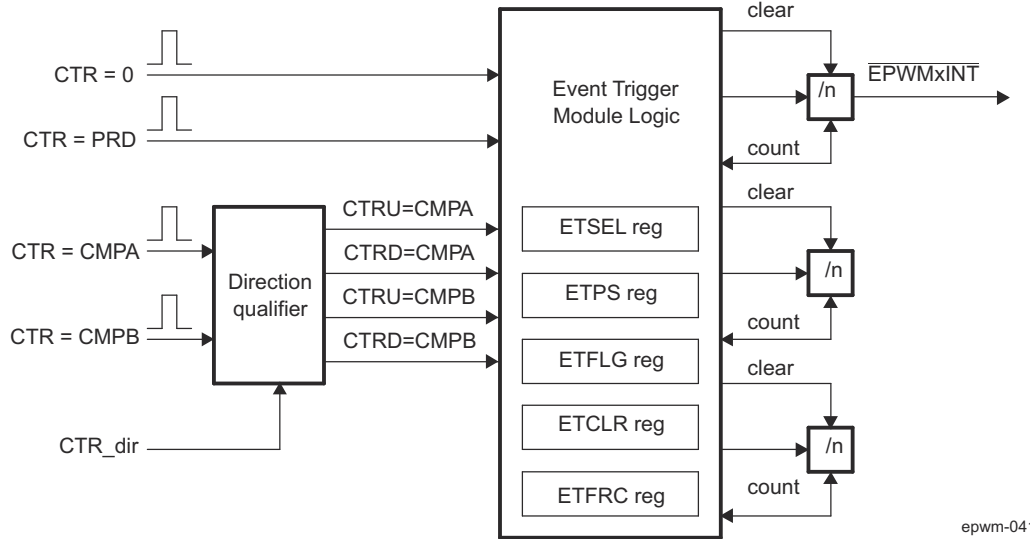 clear
EPWMxINT
CTR = 0
/n
Event Trigger
Module Logic
CTR = PRD
count
clear
CTRU=CMPA
ETSEL reg
CTR = CMPA
CTRD=CMPA
/n
Direction
qualifier
ETPS reg
CTRU=CMPB
CTR = CMPB
count
CTRD=CMPB
ETFLG reg
clear
ETCLR reg
CTR_dir
/n
count
ETFRC reg